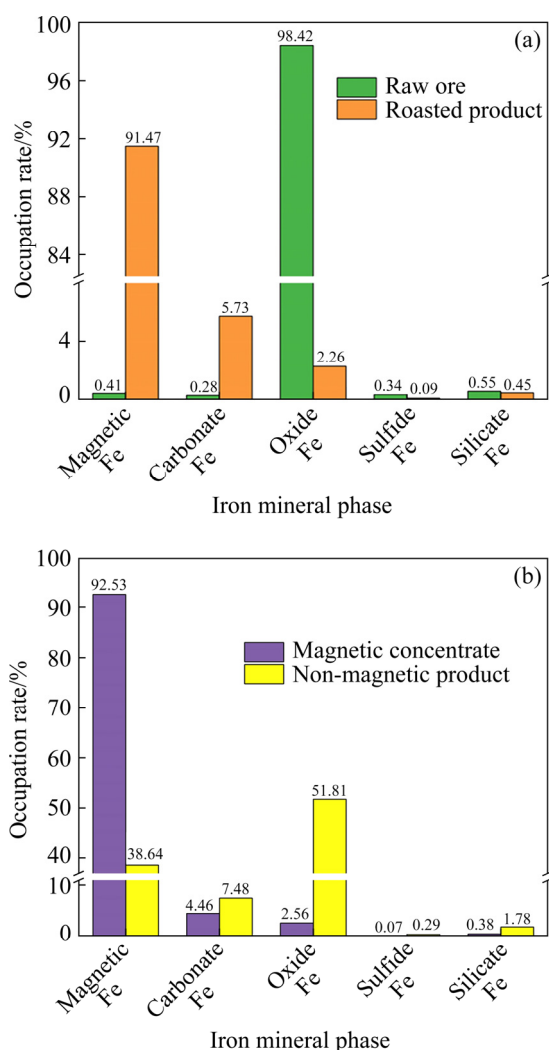 (a)
Occupation rate/%
100
96
92
88
84
4
0
98.42
Raw ore
Roasted product
91.47
5.73
2.26
0.41
0.28
0.34
0.09
0.55
0.45
Magnetic
Fe
Carbonate
Fe
Oxide
Fe
Sulfide
Fe
Silicate
Fe
Iron mineral phase
(b)
Occupation rate/%
100
90
80
70
60
50
40
10
0
92.53
Magnetic concentrate
Non-magnetic product
51.81
38.64
4.46
7.48
2.56
0.07
0.29
0.38
1.78
Magnetic
Fe
Carbonate
Fe
Oxide
Fe
Sulfide
Fe
Silicate
Fe
Iron mineral phase